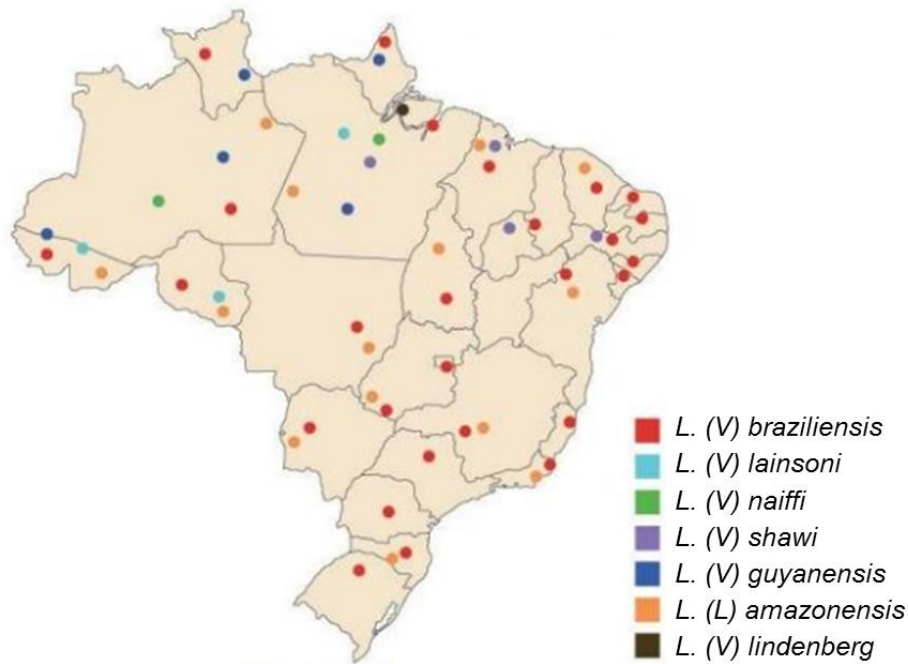 L. (V) braziliensis
L. (V) lainsoni
L. (V) naiffi
L. (V) shawi
L. (V) guyanensis
L. (L) amazonensis
L. (V) lindenberg